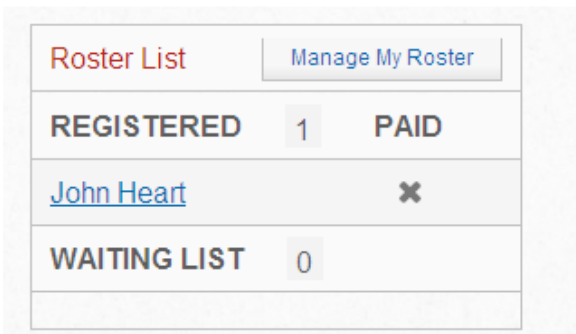 Roster List Manage My Roster
REGISTERED 1 PAID
John Heart ✖
WAITING LIST 0